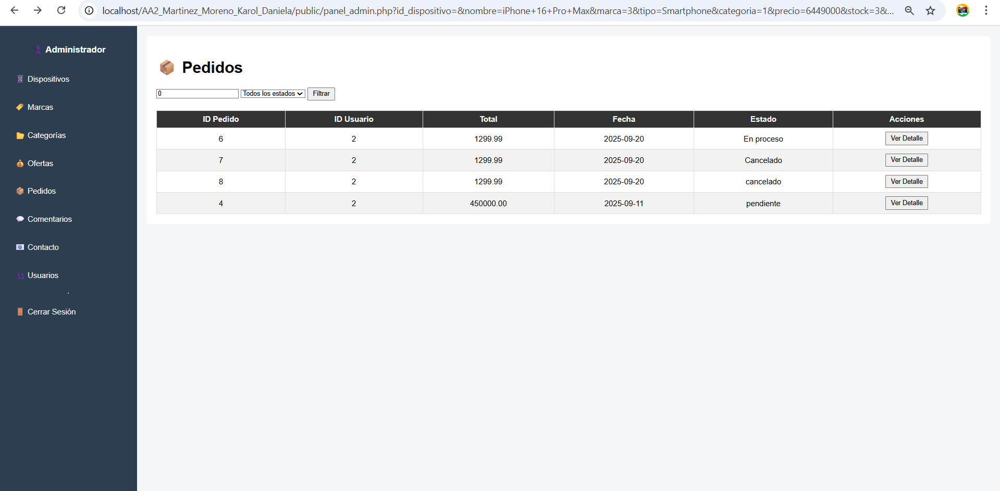 localhost/AA2_Martinez_Moreno_Karol_Daniela/public/panel_admin.php?id_dispositivo=&nombre=iPhone+16+Pro+Max&marca=3&tipo=Smartphone&categoria=1&precio=6449000&stock=3&...
Administrador
Dispositivos
Marcas
Categorías
Ofertas
Pedidos
Comentarios
Contacto
Usuarios
.
Cerrar Sesión
Pedidos
0 Todos los estados Filtrar
ID Pedido ID Usuario Total Fecha Estado Acciones
6 2 1299.99 2025-09-20 En proceso Ver Detalle
7 2 1299.99 2025-09-20 Cancelado Ver Detalle
8 2 1299.99 2025-09-20 cancelado Ver Detalle
4 2 450000.00 2025-09-11 pendiente Ver Detalle